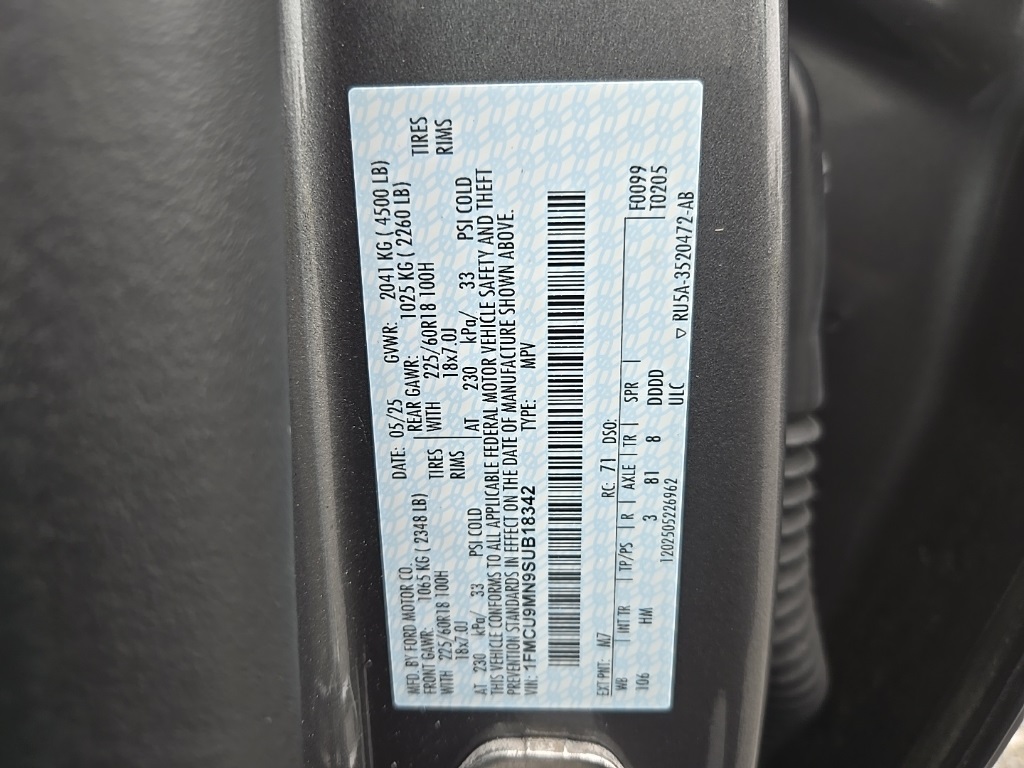 MFD. BY FORD MOTOR CO.
DATE: 05/25 GVWR: 2041 KG ( 4500 LB)
FRONT GAWR: 1065 KG ( 2348 LB) REAR GAWR: 1025 KG ( 2260 LB)
WITH 225/60R18 100H TIRES WITH 225/60R18 100H TIRES
18x7.0J RIMS 18x7.0J RIMS
AT 230 kPa/ 33 PSI COLD AT 230 kPa/ 33 PSI COLD
THIS VEHICLE CONFORMS TO ALL APPLICABLE FEDERAL MOTOR VEHICLE SAFETY AND THEFT
PREVENTION STANDARDS IN EFFECT ON THE DATE OF MANUFACTURE SHOWN ABOVE.
VIN: 1FMCU9MN9SUB18342 TYPE: MPV
EXT PNT: M7 RC: 71 DSO: F0099
WB INT TR TP/PS R AXLE TR SPR T0205
106 HM 3 81 8 DDDD
ULC
1202505226962 ▽ RU5A-3520472-AB